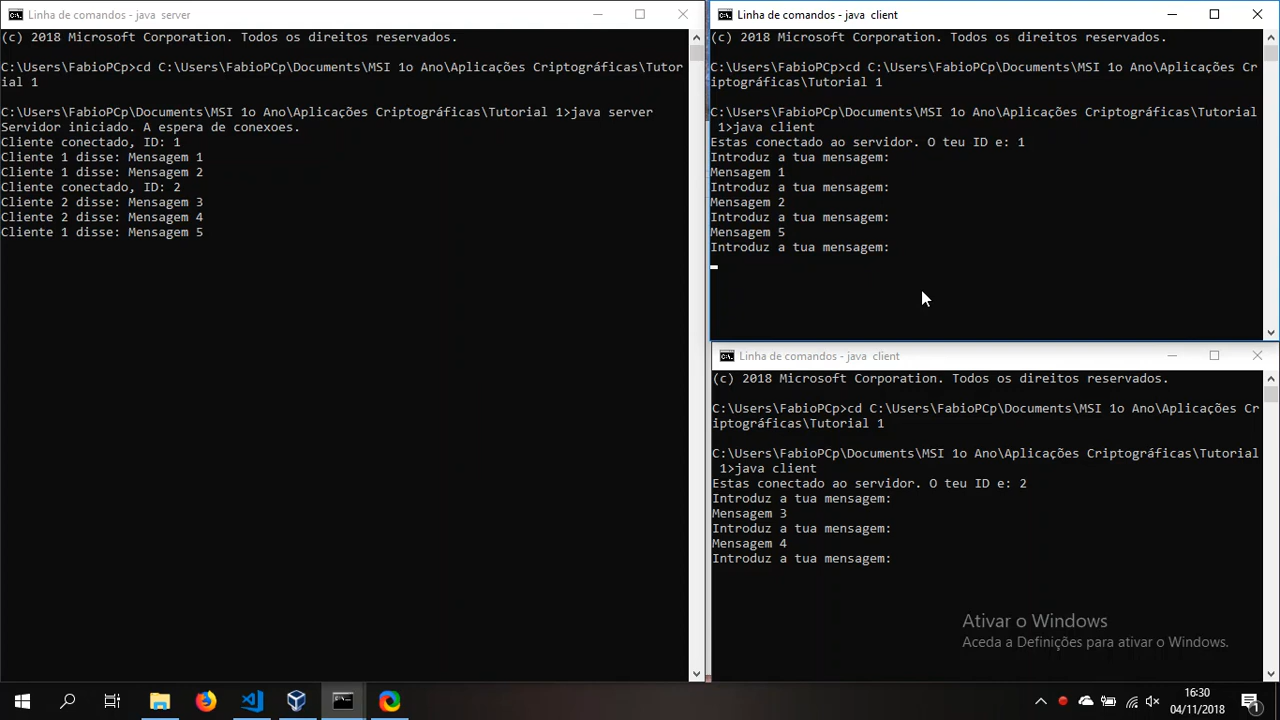 Linha de comandos - java  server
(c) 2018 Microsoft Corporation. Todos os direitos reservados.
C:\Users\FabioPCp>cd C:\Users\FabioPCp\Documents\MSI 1o Ano\Aplicações Criptográficas\Tutor
ial 1
C:\Users\FabioPCp\Documents\MSI 1o Ano\Aplicações Criptográficas\Tutorial 1>java server
Servidor iniciado. A espera de conexoes.
Cliente conectado, ID: 1
Cliente 1 disse: Mensagem 1
Cliente 1 disse: Mensagem 2
Cliente conectado, ID: 2
Cliente 2 disse: Mensagem 3
Cliente 2 disse: Mensagem 4
Cliente 1 disse: Mensagem 5
Linha de comandos - java  client
(c) 2018 Microsoft Corporation. Todos os direitos reservados.
C:\Users\FabioPCp>cd C:\Users\FabioPCp\Documents\MSI 1o Ano\Aplicações Cr
iptográficas\Tutorial 1
C:\Users\FabioPCp\Documents\MSI 1o Ano\Aplicações Criptográficas\Tutorial
 1>java client
Estas conectado ao servidor. O teu ID e: 1
Introduz a tua mensagem:
Mensagem 1
Introduz a tua mensagem:
Mensagem 2
Introduz a tua mensagem:
Mensagem 5
Introduz a tua mensagem:
Linha de comandos - java  client
(c) 2018 Microsoft Corporation. Todos os direitos reservados.
C:\Users\FabioPCp>cd C:\Users\FabioPCp\Documents\MSI 1o Ano\Aplicações Cr
iptográficas\Tutorial 1
C:\Users\FabioPCp\Documents\MSI 1o Ano\Aplicações Criptográficas\Tutorial
 1>java client
Estas conectado ao servidor. O teu ID e: 2
Introduz a tua mensagem:
Mensagem 3
Introduz a tua mensagem:
Mensagem 4
Introduz a tua mensagem:
Ativar o Windows
Aceda a Definições para ativar o Windows.
16:30
04/11/2018
1